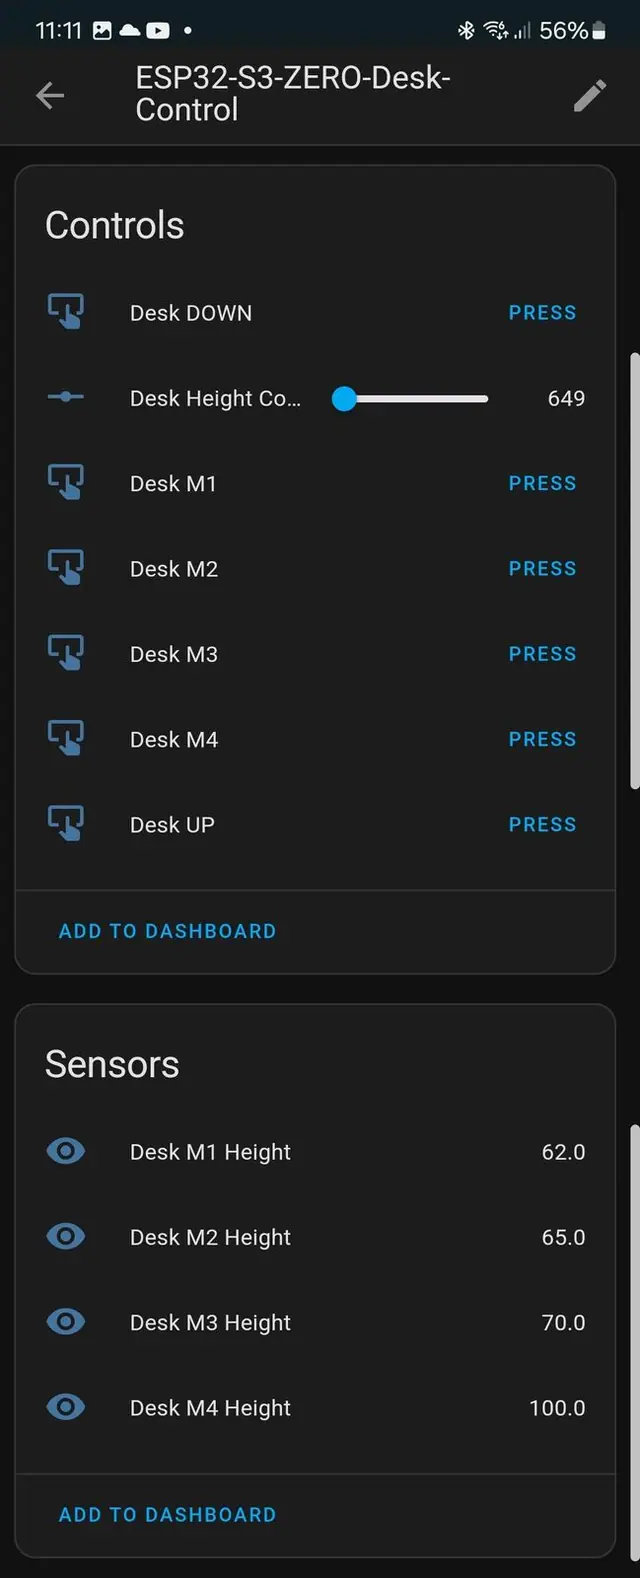 11:11 56%
ESP32-S3-ZERO-Desk-
Control
Controls
Desk DOWN PRESS
Desk Height Co... 649
Desk M1 PRESS
Desk M2 PRESS
Desk M3 PRESS
Desk M4 PRESS
Desk UP PRESS
ADD TO DASHBOARD
Sensors
Desk M1 Height 62.0
Desk M2 Height 65.0
Desk M3 Height 70.0
Desk M4 Height 100.0
ADD TO DASHBOARD